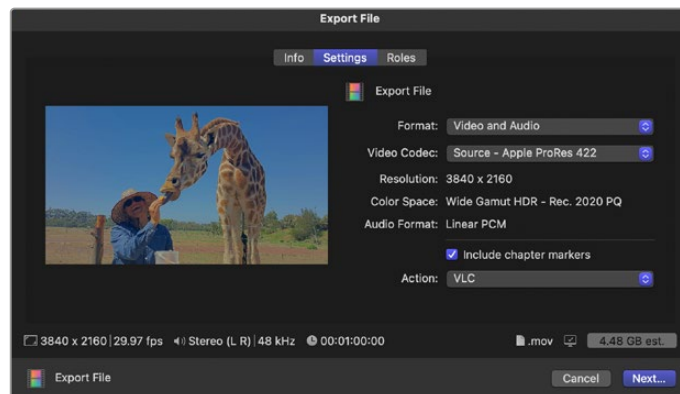 Export File
Info Settings Roles
Export File
Format: Video and Audio
Video Codec: Source - Apple ProRes 422
Resolution: 3840 x 2160
Color Space: Wide Gamut HDR - Rec. 2020 PQ
Audio Format: Linear PCM
Include chapter markers
Action: VLC
3840 x 2160 | 29.97 fps Stereo (L R) | 48 kHz 00:01:00:00 .mov 4.48 GB est.
Export File Cancel Next...